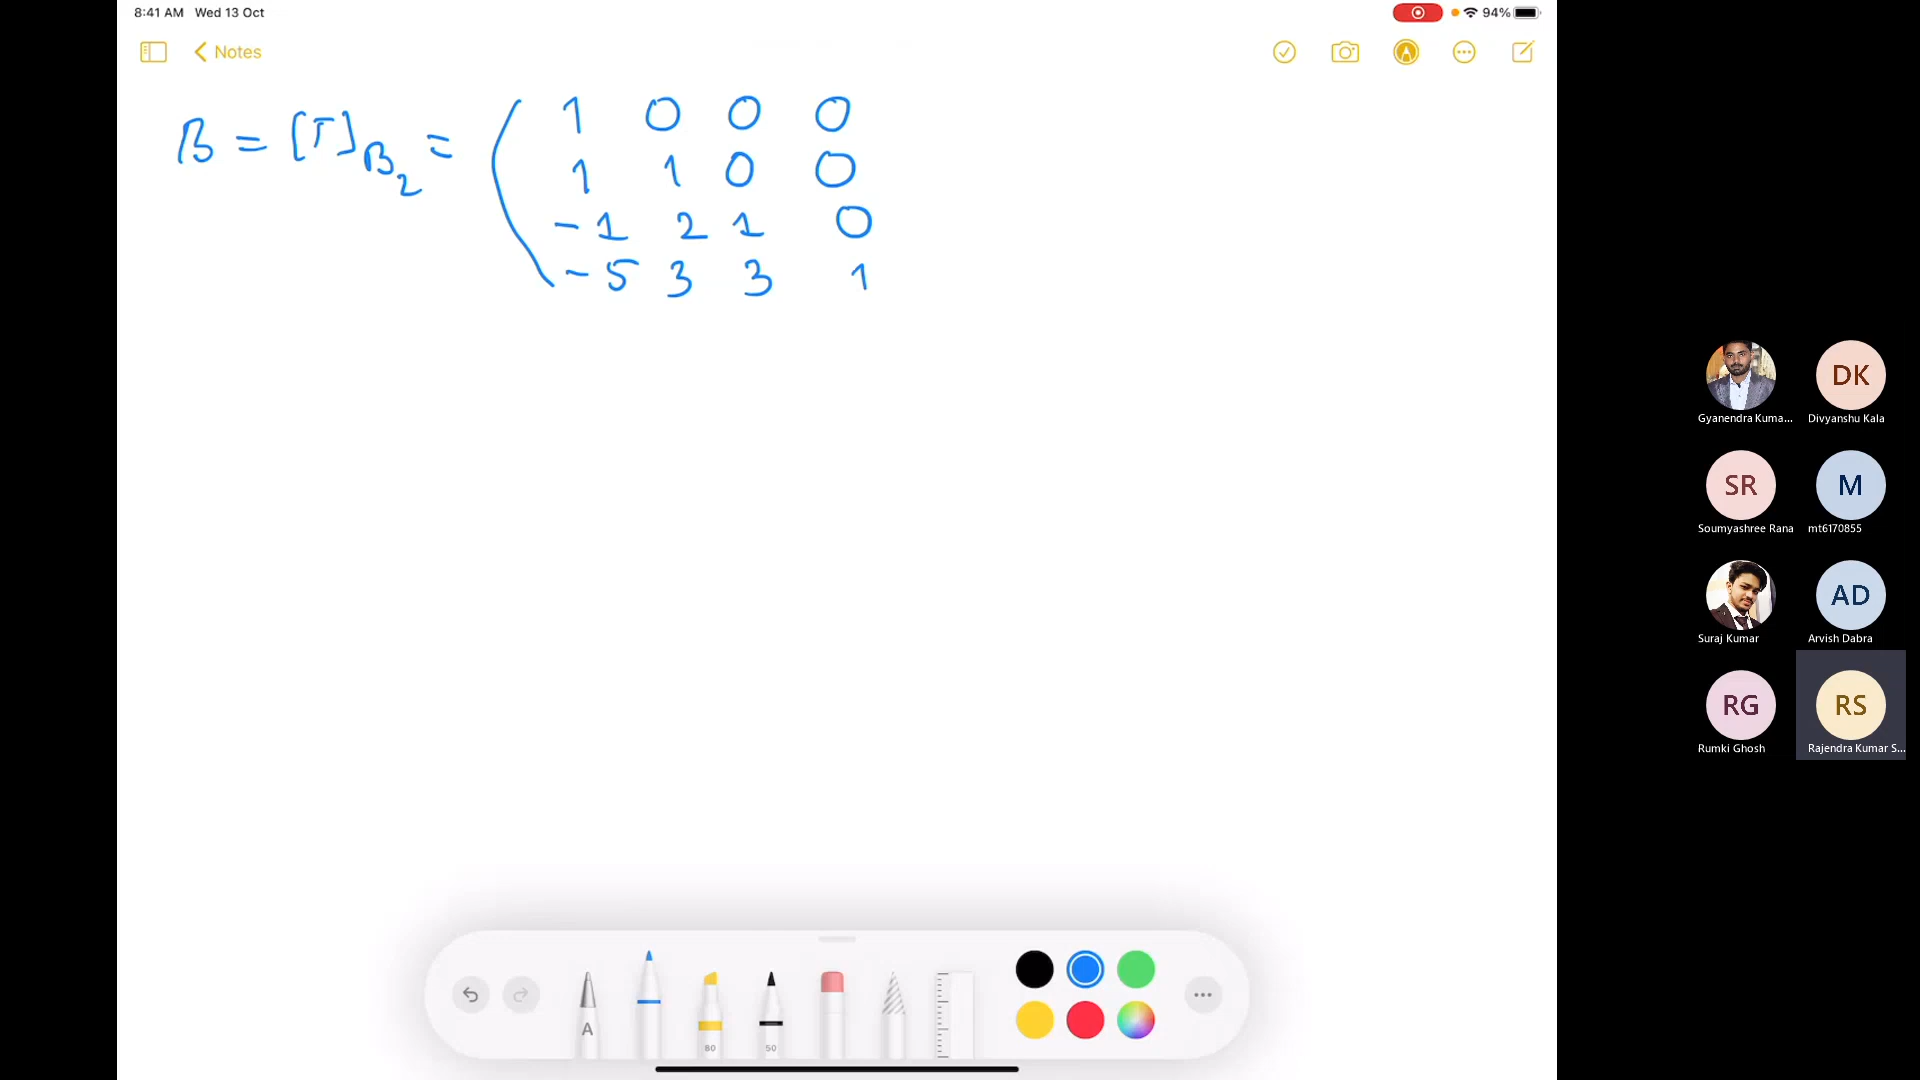 8:41 AM Wed 13 Oct
94%
Notes
B = [T]B2 = ( 1 0 0 0
1 1 0 0
-1 2 1 0
-5 3 3 1
Gyanendra Kuma...
DK
Divyanshu Kala
SR
Soumyashree Rana
M
mt6170855
Suraj Kumar
AD
Arvish Dabra
RG
Rumki Ghosh
RS
Rajendra Kumar S...
A
80
50